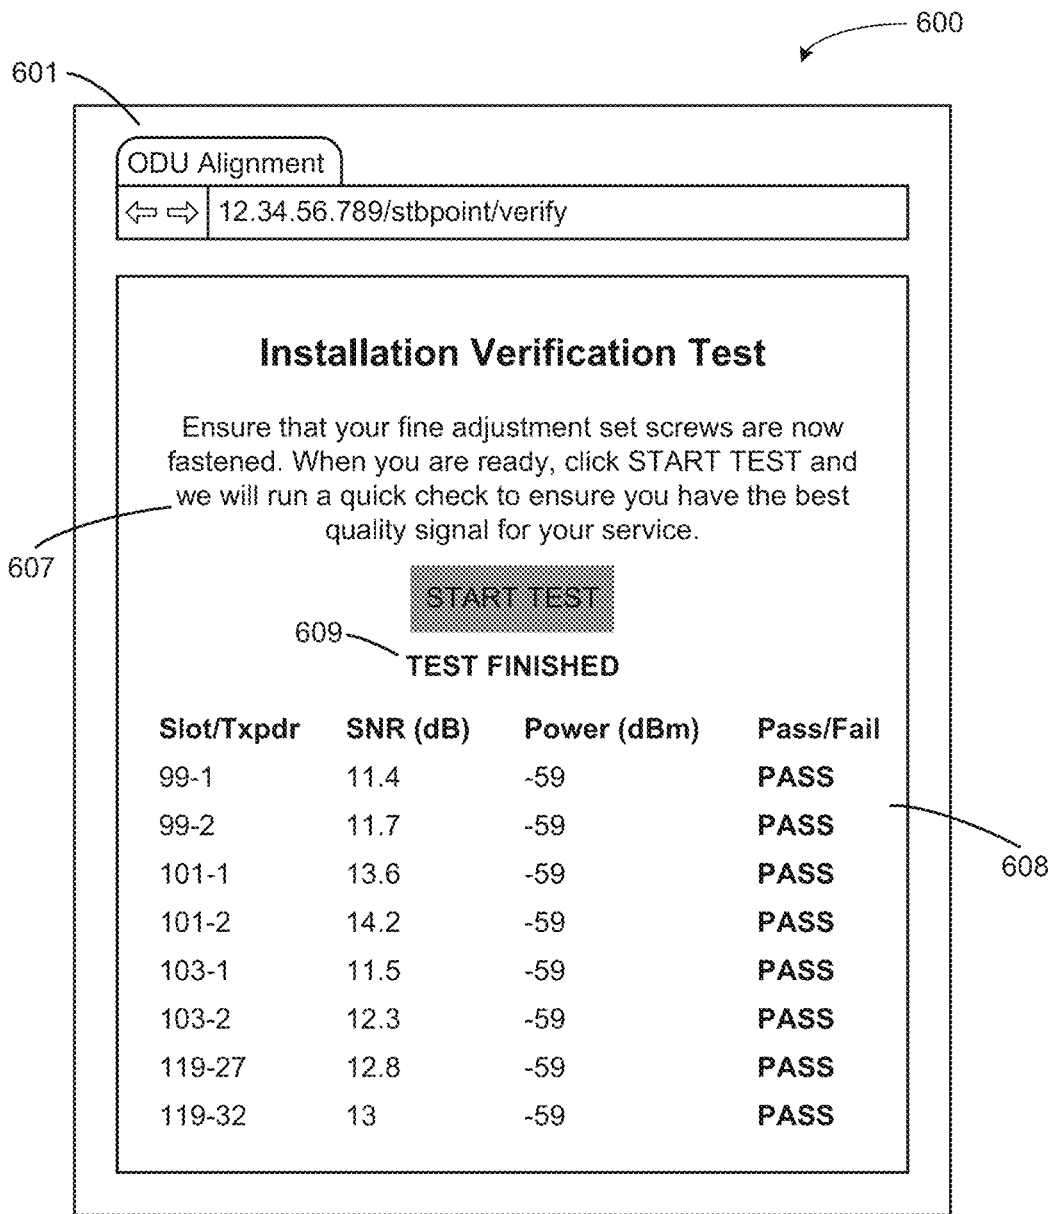 600
601
ODU Alignment
12.34.56.789/stbpoint/verify
Installation Verification Test
Ensure that your fine adjustment set screws are now
fastened. When you are ready, click START TEST and
we will run a quick check to ensure you have the best
quality signal for your service.
607
START TEST
609
TEST FINISHED
Slot/Txpdr SNR (dB) Power (dBm) Pass/Fail
99-1 11.4 -59 PASS
99-2 11.7 -59 PASS
608
101-1 13.6 -59 PASS
101-2 14.2 -59 PASS
103-1 11.5 -59 PASS
103-2 12.3 -59 PASS
119-27 12.8 -59 PASS
119-32 13 -59 PASS